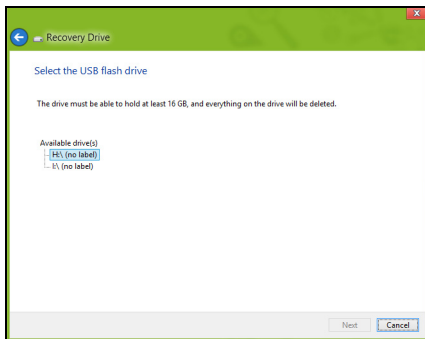 Recovery Drive
Select the USB flash drive
The drive must be able to hold at least 16 GB, and everything on the drive will be deleted.
Available drive(s)
H:\ (no label)
I:\ (no label)
Next Cancel